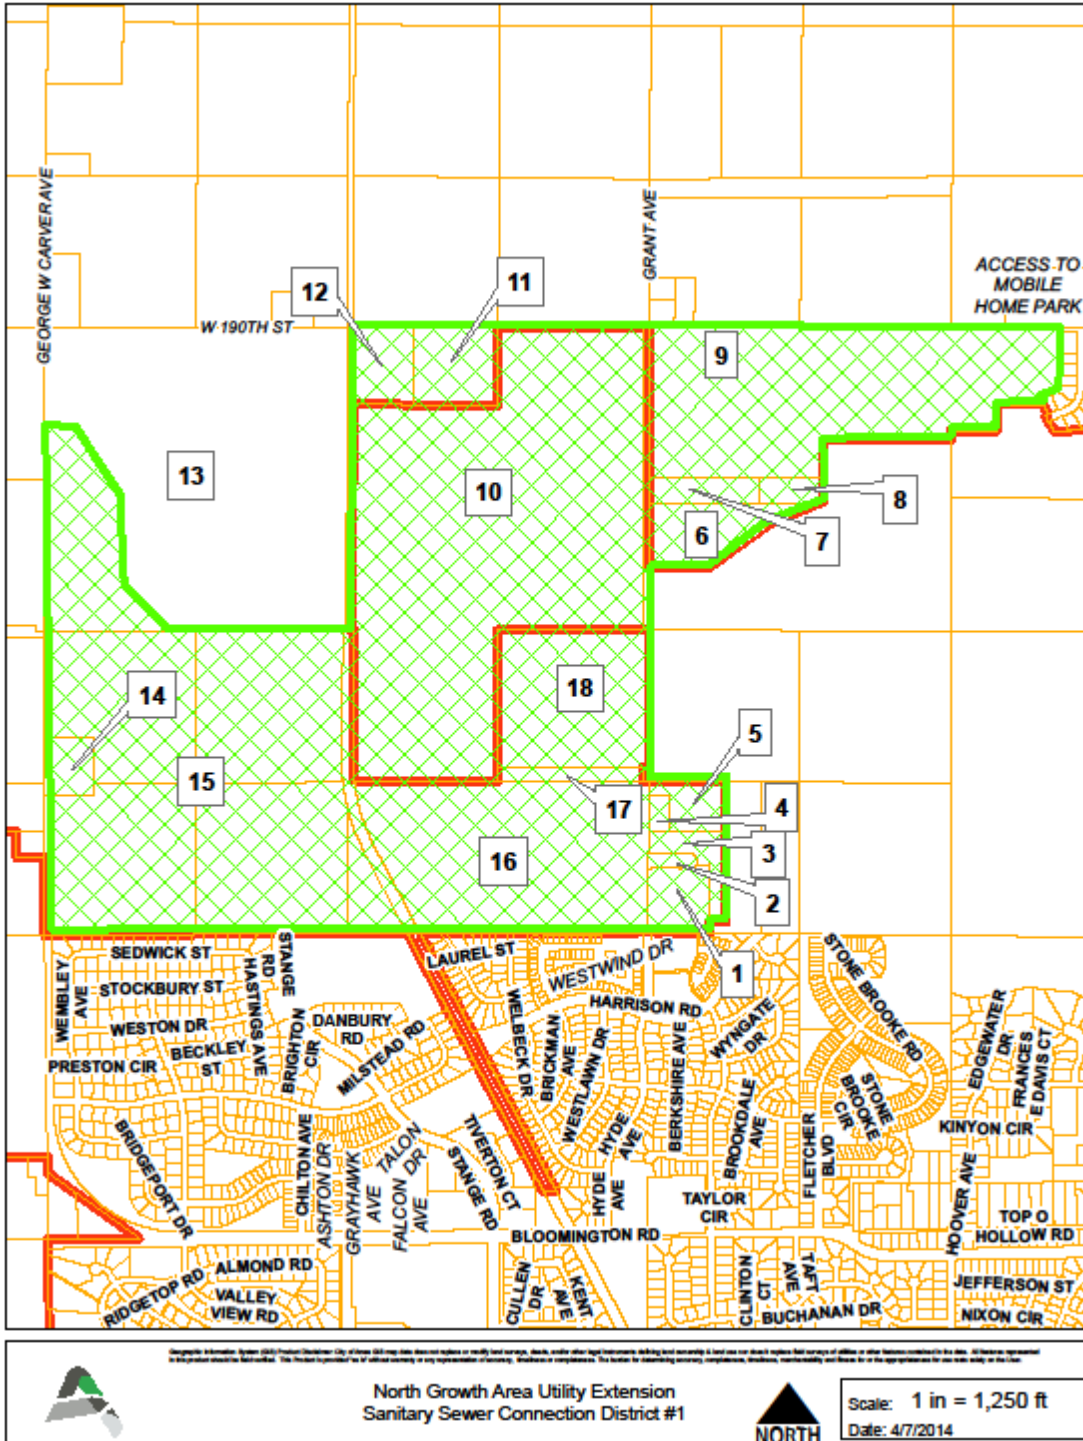 GEORGE W CARVER AVE
GRANT AVE
ACCESS TO
MOBILE
HOME PARK
12
11
W 190TH ST
9
13
10
8
7
6
18
14
5
15
17
4
16
3
2
1
SEDWICK ST
STANGE
RD
LAUREL ST
WESTWIND DR
STONE BROOKE RD
WEMBLEY
AVE
STOCKBURY ST
HASTINGS AVE
HARRISON RD
WESTON DR
DANBURY
RD
WELBECK DR
BRICKMAN
AVE
WYNGATE
DR
EDGEWATER
DR
FRANCES
E DAVIS CT
PRESTON CIR
BECKLEY
ST
BRIGHTON
CIR
MILSTEAD RD
WESTLAWN DR
BERKSHIRE AVE
STONE
BROOKE
CIR
BRIDGEPORT DR
CHILTON AVE
ASHTON DR
GRAYHAWK
AVE
TALON
DR
FALCON
AVE
TIVERTON CT
STANGE RD
HYDE
AVE
HYDE
AVE
BROOKDALE
AVE
FLETCHER
BLVD
KINYON CIR
TAYLOR
CIR
HOOVER AVE
TOP O
HOLLOW RD
BLOOMINGTON RD
ALMOND RD
RIDGETOP RD
VALLEY
VIEW RD
CULLEN
DR
KENT
AVE
CLINTON
CT
TAFT
AVE
BUCHANAN DR
JEFFERSON ST
NIXON CIR
North Growth Area Utility Extension
Sanitary Sewer Connection District #1
NORTH
Scale: 1 in = 1,250 ft
Date: 4/7/2014